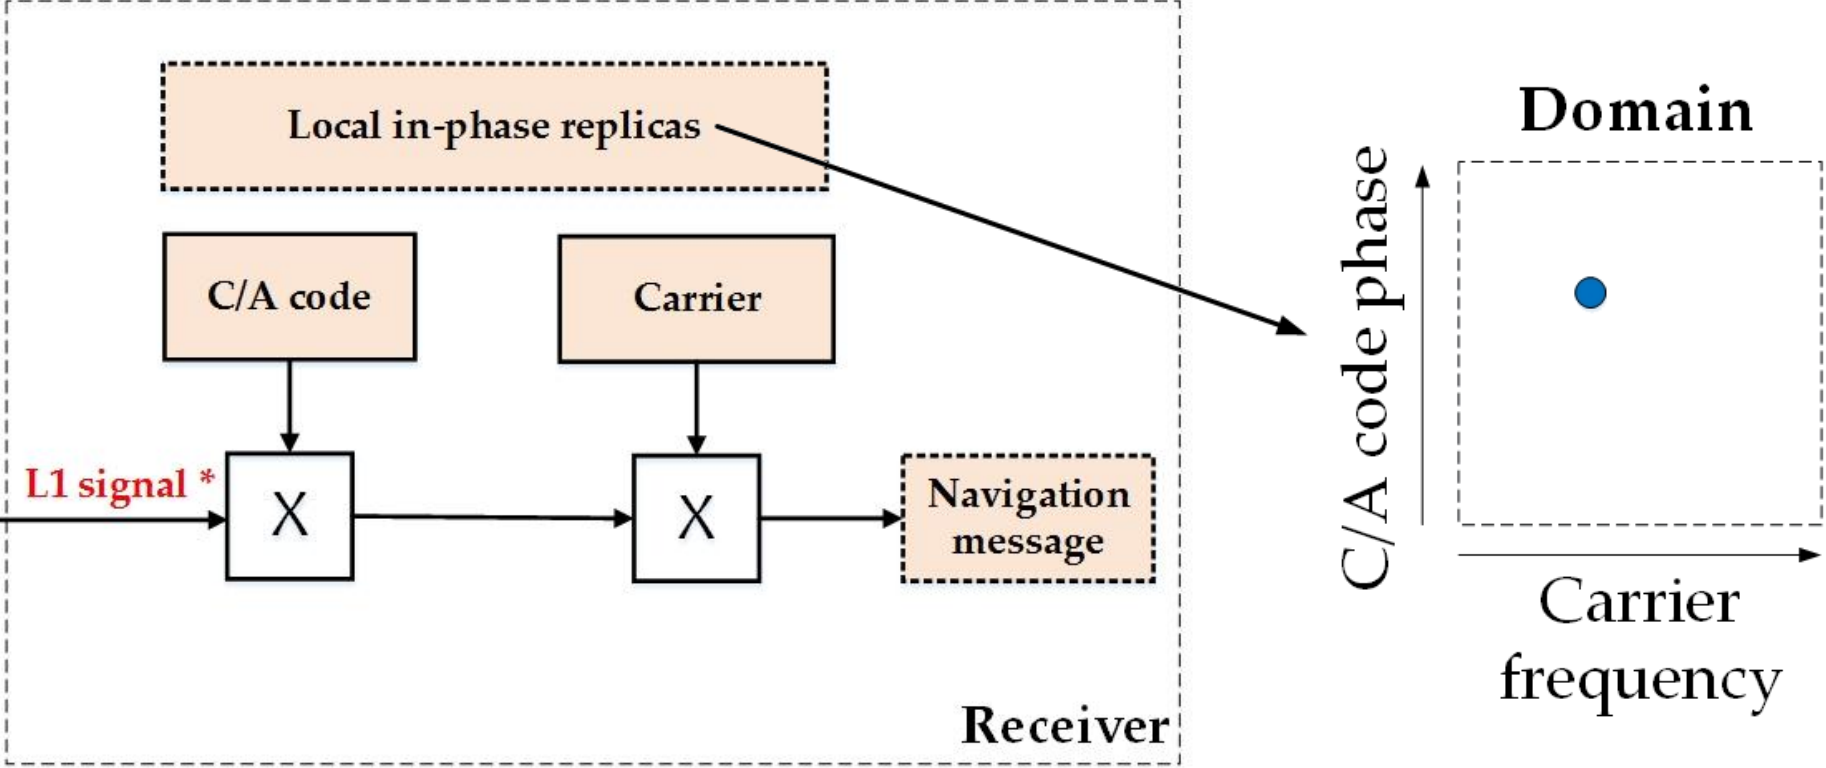 Local in-phase replicas
C/A code
Carrier
L1 signal *
X
X
Navigation
message
Receiver
Domain
C/A code phase
Carrier
frequency